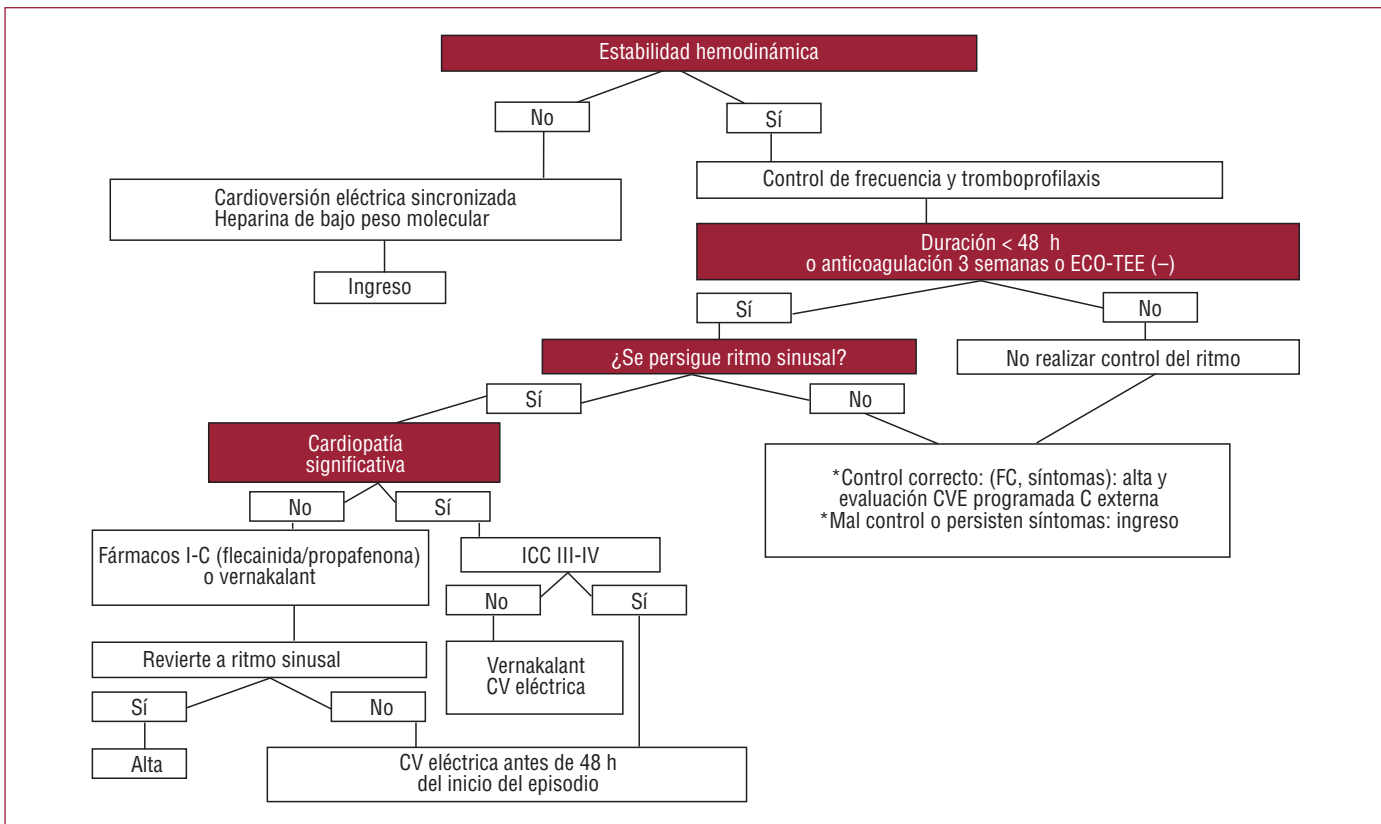 Estabilidad hemodinámica
No
Sí
Cardioversión eléctrica sincronizada
Heparina de bajo peso molecular
Control de frecuencia y tromboprofilaxis
Ingreso
Duración < 48 h
o anticoagulación 3 semanas o ECO-TEE (–)
Sí
No
¿Se persigue ritmo sinusal?
No realizar control del ritmo
Sí
No
Cardiopatía
significativa
*Control correcto: (FC, síntomas): alta y
evaluación CVE programada C externa
*Mal control o persisten síntomas: ingreso
No
Sí
Fármacos I-C (flecainida/propafenona)
o vernakalant
ICC III-IV
No
Sí
Revierte a ritmo sinusal
Vernakalant
CV eléctrica
Sí
No
Alta
CV eléctrica antes de 48 h
del inicio del episodio